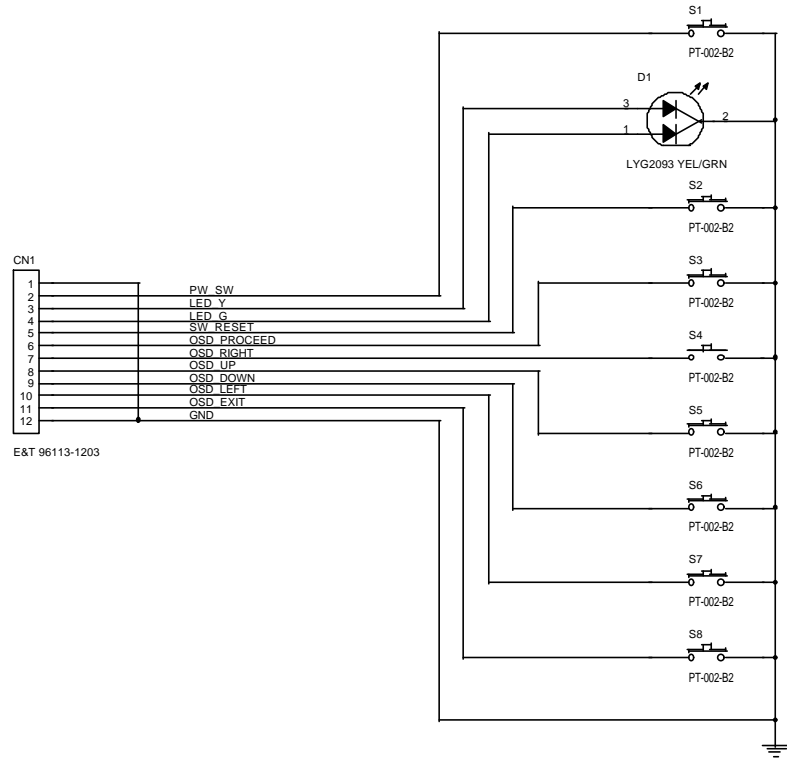 S1
PT-002-B2
D1
3
2
1
LYG2093 YEL/GRN
S2
PT-002-B2
S3
PT-002-B2
CN1
1
2 PW_SW
3 LED_Y
4 LED_G
5 SW_RESET
6 OSD_PROCEED
7 OSD_RIGHT
8 OSD_UP
9 OSD_DOWN
10 OSD_LEFT
11 OSD_EXIT
12 GND
E&T 96113-1203
S4
PT-002-B2
S5
PT-002-B2
S6
PT-002-B2
S7
PT-002-B2
S8
PT-002-B2